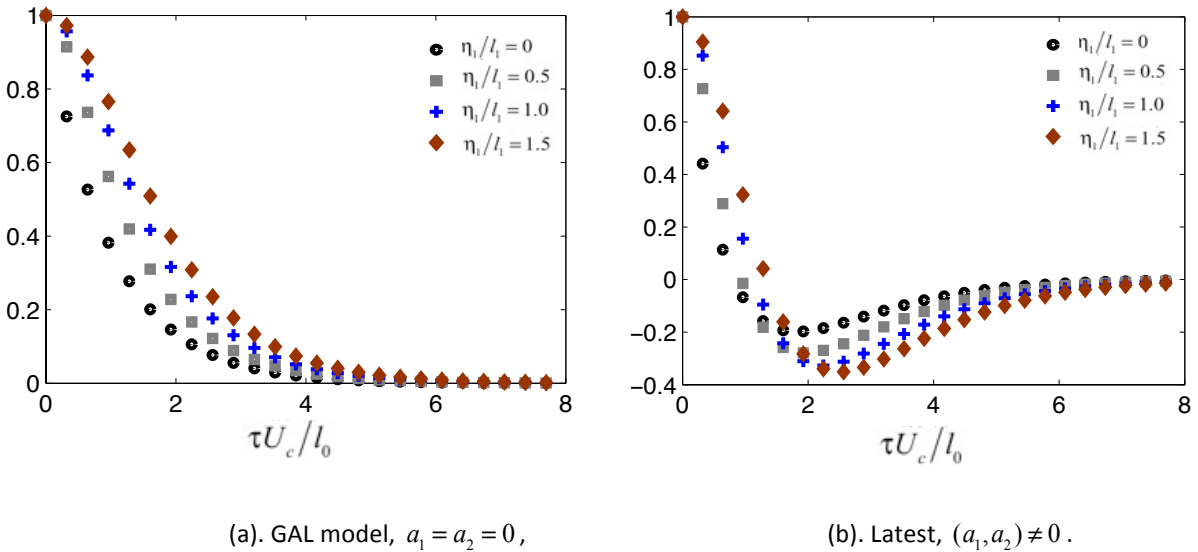 1
0.8
0.6
0.4
0.2
0
0 2 4 6 8
η₁/l₁ = 0
η₁/l₁ = 0.5
η₁/l₁ = 1.0
η₁/l₁ = 1.5
τU_c/l₀
(a). GAL model, a₁ = a₂ = 0 ,
1
0.8
0.6
0.4
0.2
0
−0.2
−0.4
0 2 4 6 8
η₁/l₁ = 0
η₁/l₁ = 0.5
η₁/l₁ = 1.0
η₁/l₁ = 1.5
τU_c/l₀
(b). Latest, (a₁,a₂) ≠ 0 .